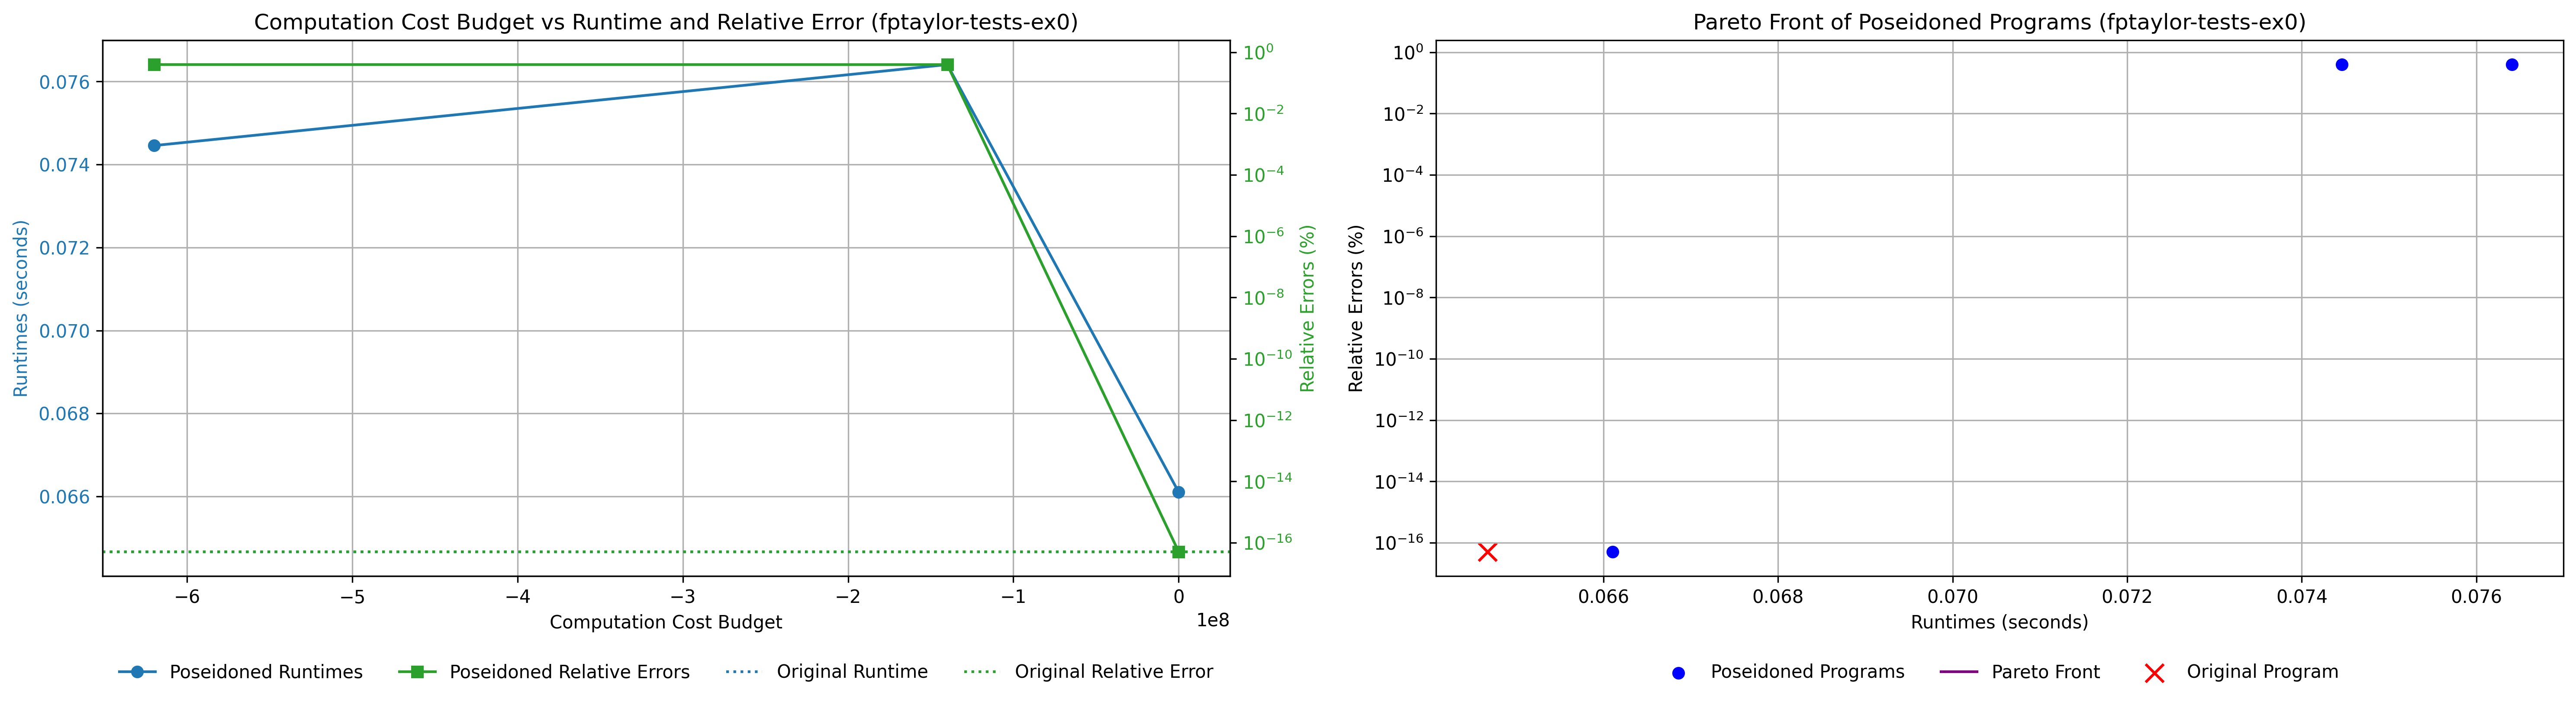 Computation Cost Budget vs Runtime and Relative Error (fptaylor-tests-ex0)
Runtimes (seconds)
0.076
0.074
0.072
0.070
0.068
0.066
10⁰
10⁻²
10⁻⁴
10⁻⁶
10⁻⁸
10⁻¹⁰
10⁻¹²
10⁻¹⁴
10⁻¹⁶
Relative Errors (%)
−6 −5 −4 −3 −2 −1 0
1e8
Computation Cost Budget
Poseidoned Runtimes Poseidoned Relative Errors Original Runtime Original Relative Error
Pareto Front of Poseidoned Programs (fptaylor-tests-ex0)
Relative Errors (%)
10⁰
10⁻²
10⁻⁴
10⁻⁶
10⁻⁸
10⁻¹⁰
10⁻¹²
10⁻¹⁴
10⁻¹⁶
0.066 0.068 0.070 0.072 0.074 0.076
Runtimes (seconds)
Poseidoned Programs Pareto Front Original Program